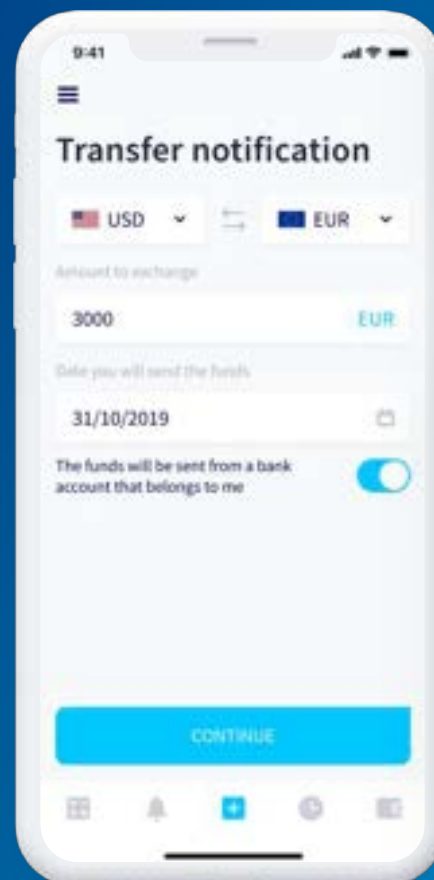 9:41
Transfer notification
USD EUR
Amount to exchange
3000 EUR
Date you will send the funds
31/10/2019
The funds will be sent from a bank
account that belongs to me
CONTINUE